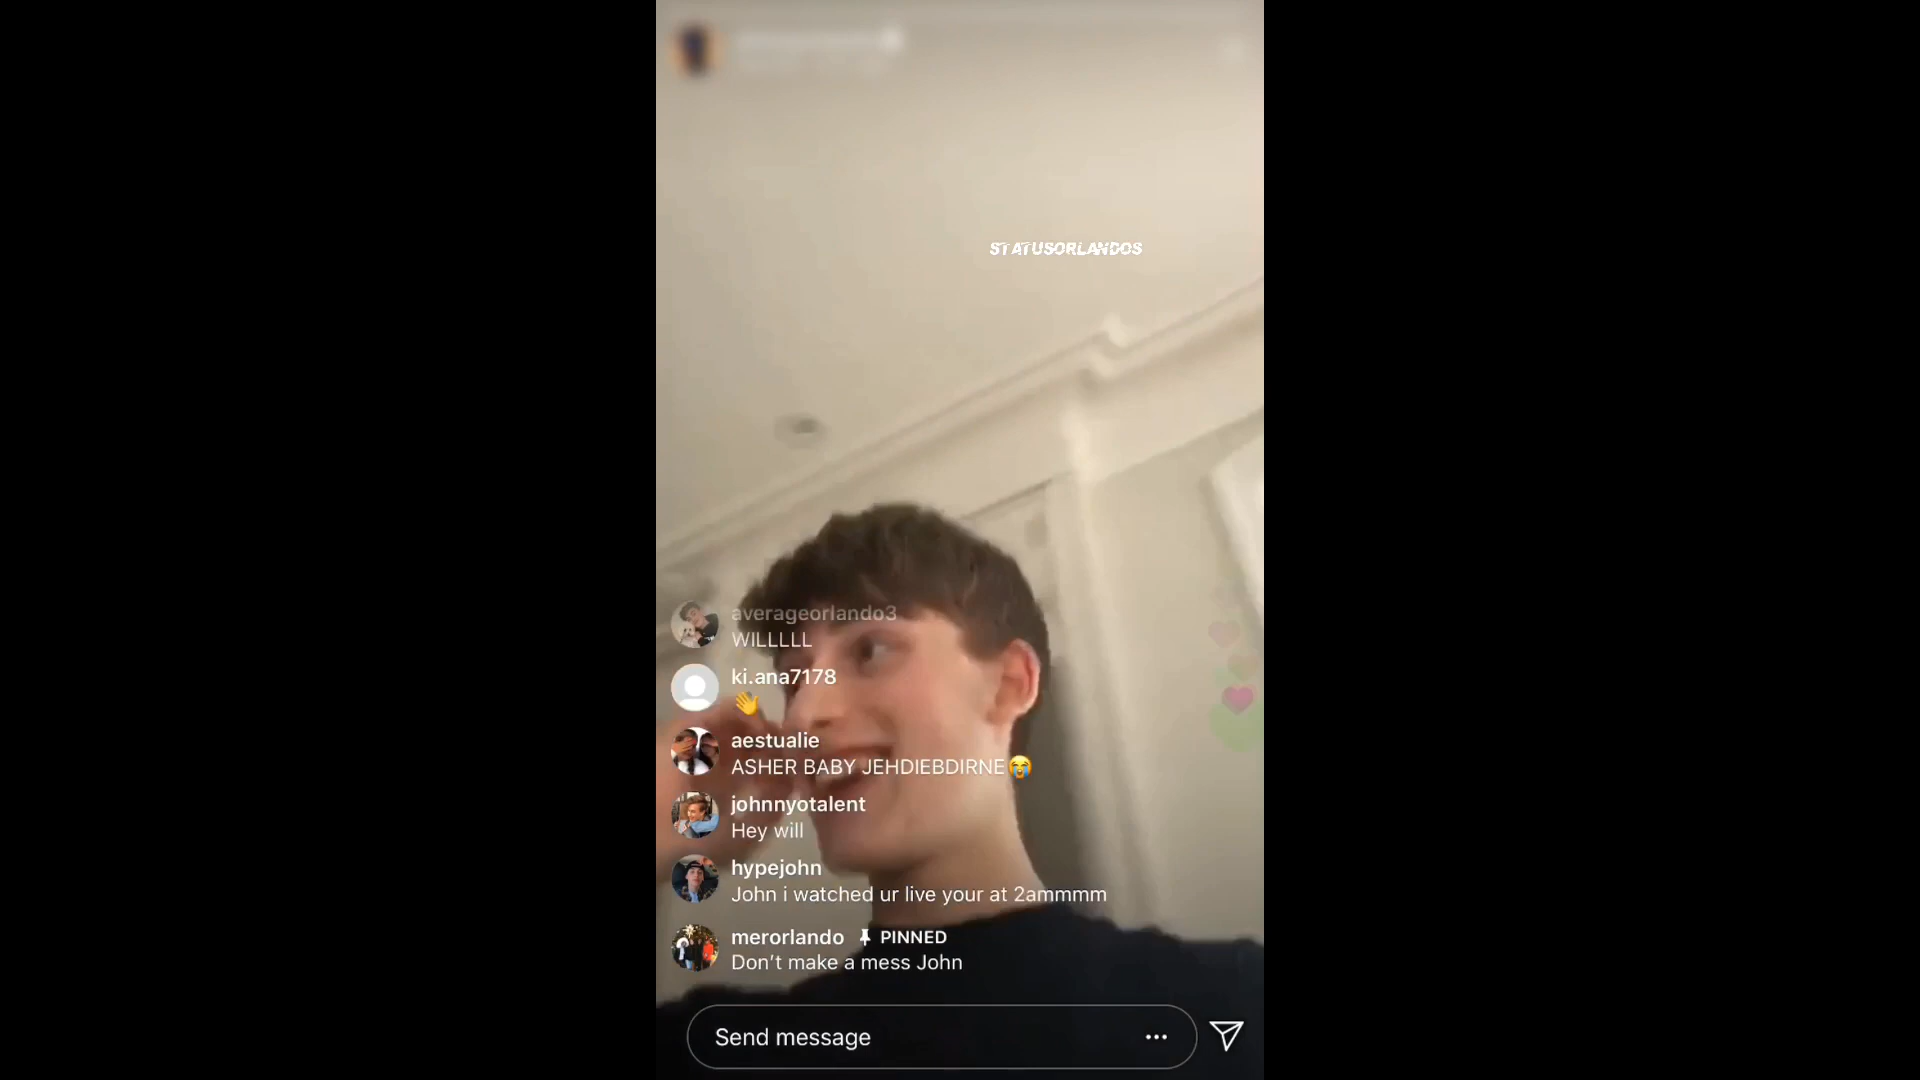 STATUSORLANDOS
averageorlando3
WILLLLL
ki.ana7178
👋
aestualie
ASHER BABY JEHDIEBDIRNE😭
johnnyotalent
Hey will
hypejohn
John i watched ur live your at 2ammmm
merorlando PINNED
Don't make a mess John
Send message